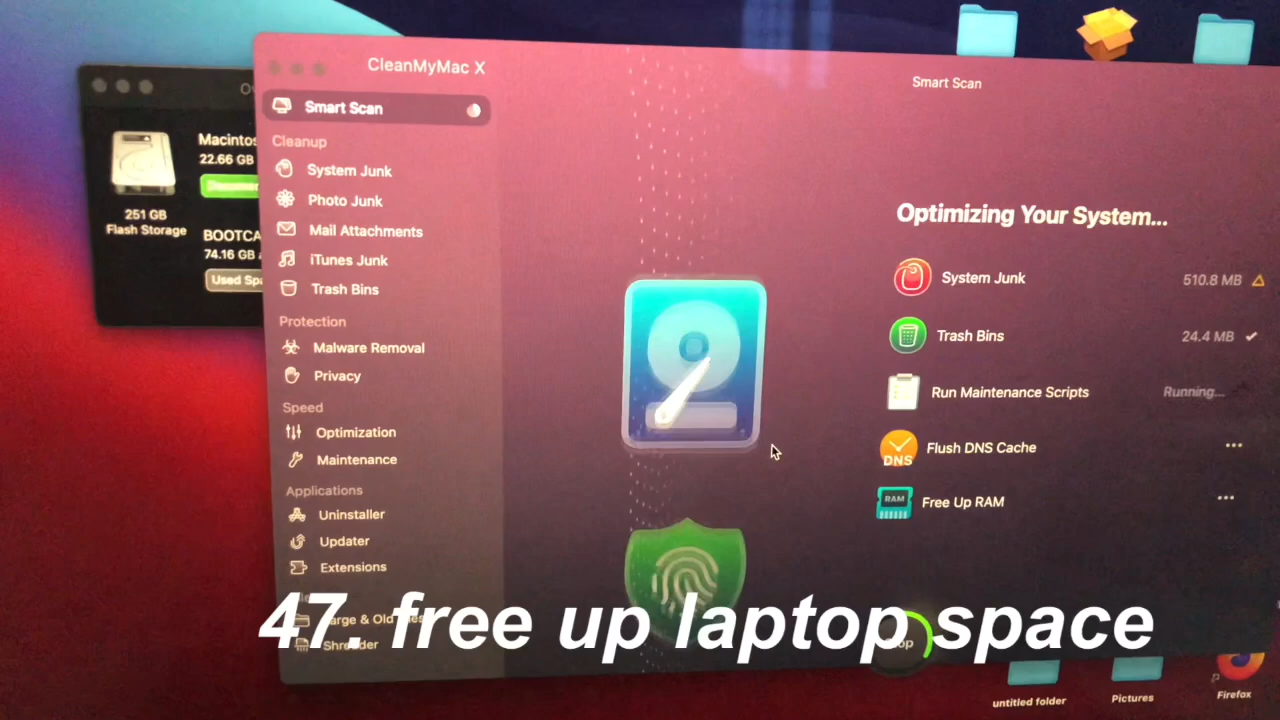 CleanMyMac X
Smart Scan
Smart Scan
Cleanup
System Junk
Photo Junk
Mail Attachments
iTunes Junk
Trash Bins
Protection
Malware Removal
Privacy
Speed
Optimization
Maintenance
Applications
Uninstaller
Updater
Extensions
Shredder
22.66 GB
251 GB
Flash Storage
74.16 GB
Used
Optimizing Your System...
System Junk 510.8 MB
Trash Bins 24.4 MB
Run Maintenance Scripts Running...
DNS
Flush DNS Cache
RAM
Free Up RAM
47. free up laptop space
untitled folder
Pictures
Firefox